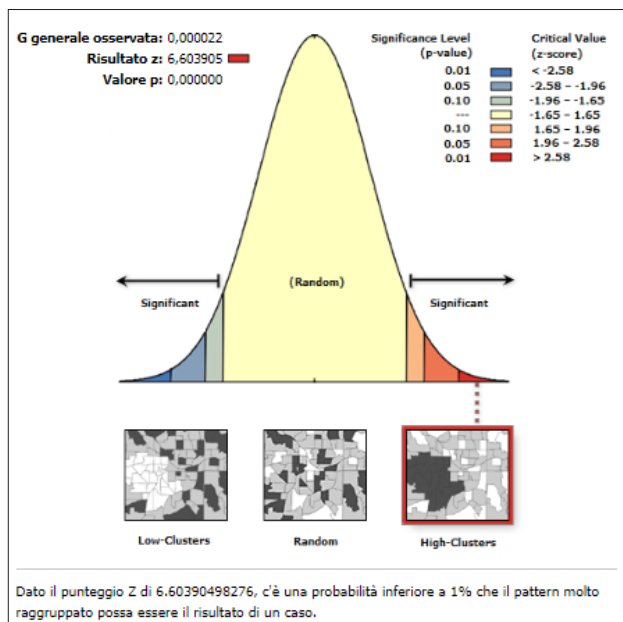 G generale osservata: 0,000022
Risultato z: 6,603905
Valore p: 0,000000
Significance Level
(p-value)
Critical Value
(z-score)
0.01 < -2.58
0.05 -2.58 – -1.96
0.10 -1.96 – -1.65
--- -1.65 – 1.65
0.10 1.65 – 1.96
0.05 1.96 – 2.58
0.01 > 2.58
Significant
(Random)
Significant
Low-Clusters
Random
High-Clusters
Dato il punteggio Z di 6.60390498276, c'è una probabilità inferiore a 1% che il pattern molto
raggruppato possa essere il risultato di un caso.